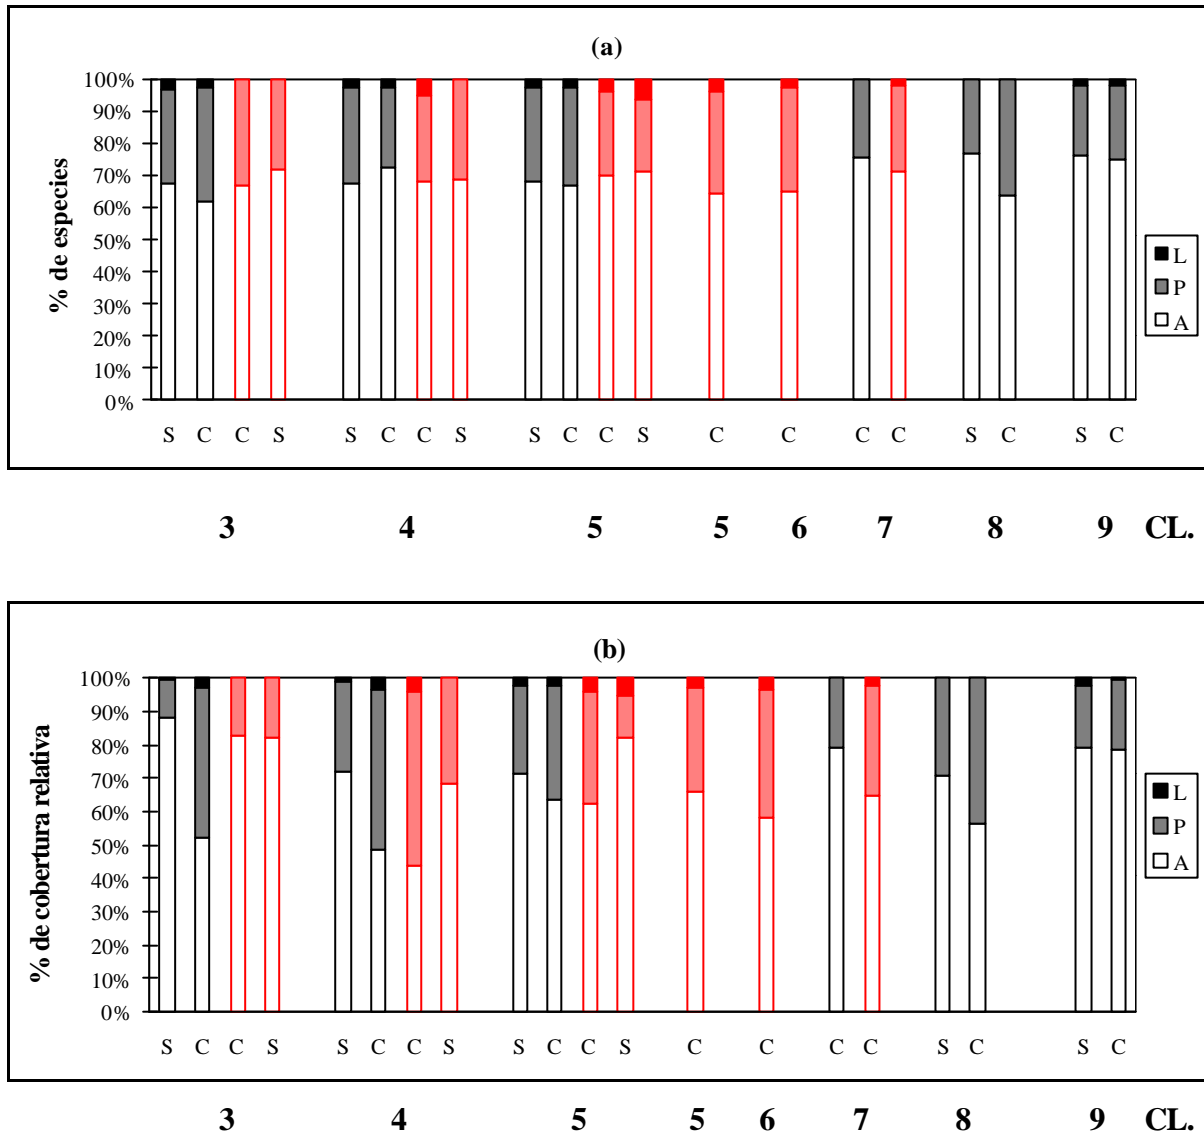 (a)
% de especies
100%
90%
80%
70%
60%
50%
40%
30%
20%
10%
0%
S C C S S C C S S C C S C C C C S C S C
L
P
A
3 4 5 5 6 7 8 9 CL.
(b)
% de cobertura relativa
100%
90%
80%
70%
60%
50%
40%
30%
20%
10%
0%
S C C S S C C S S C C S C C C C S C S C
L
P
A
3 4 5 5 6 7 8 9 CL.